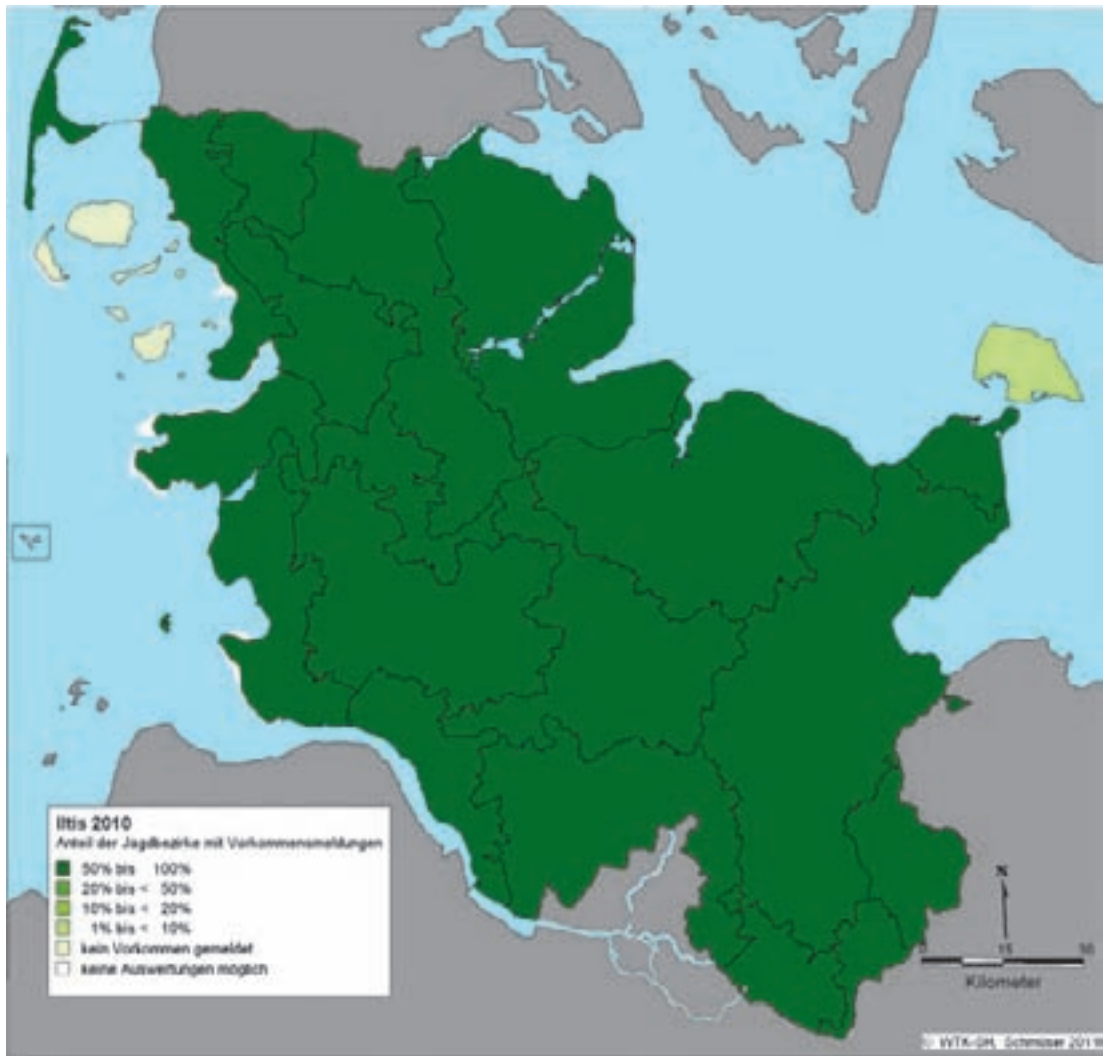 Iltis 2010
Anteil der Jagdbezirke mit Vorkommensmeldungen
50% bis 100%
20% bis < 50%
10% bis < 20%
1% bis < 10%
kein Vorkommen gemeldet
keine Auswertungen möglich
N
0 15 30
Kilometer
© WTK-SH, Schmüser 2011